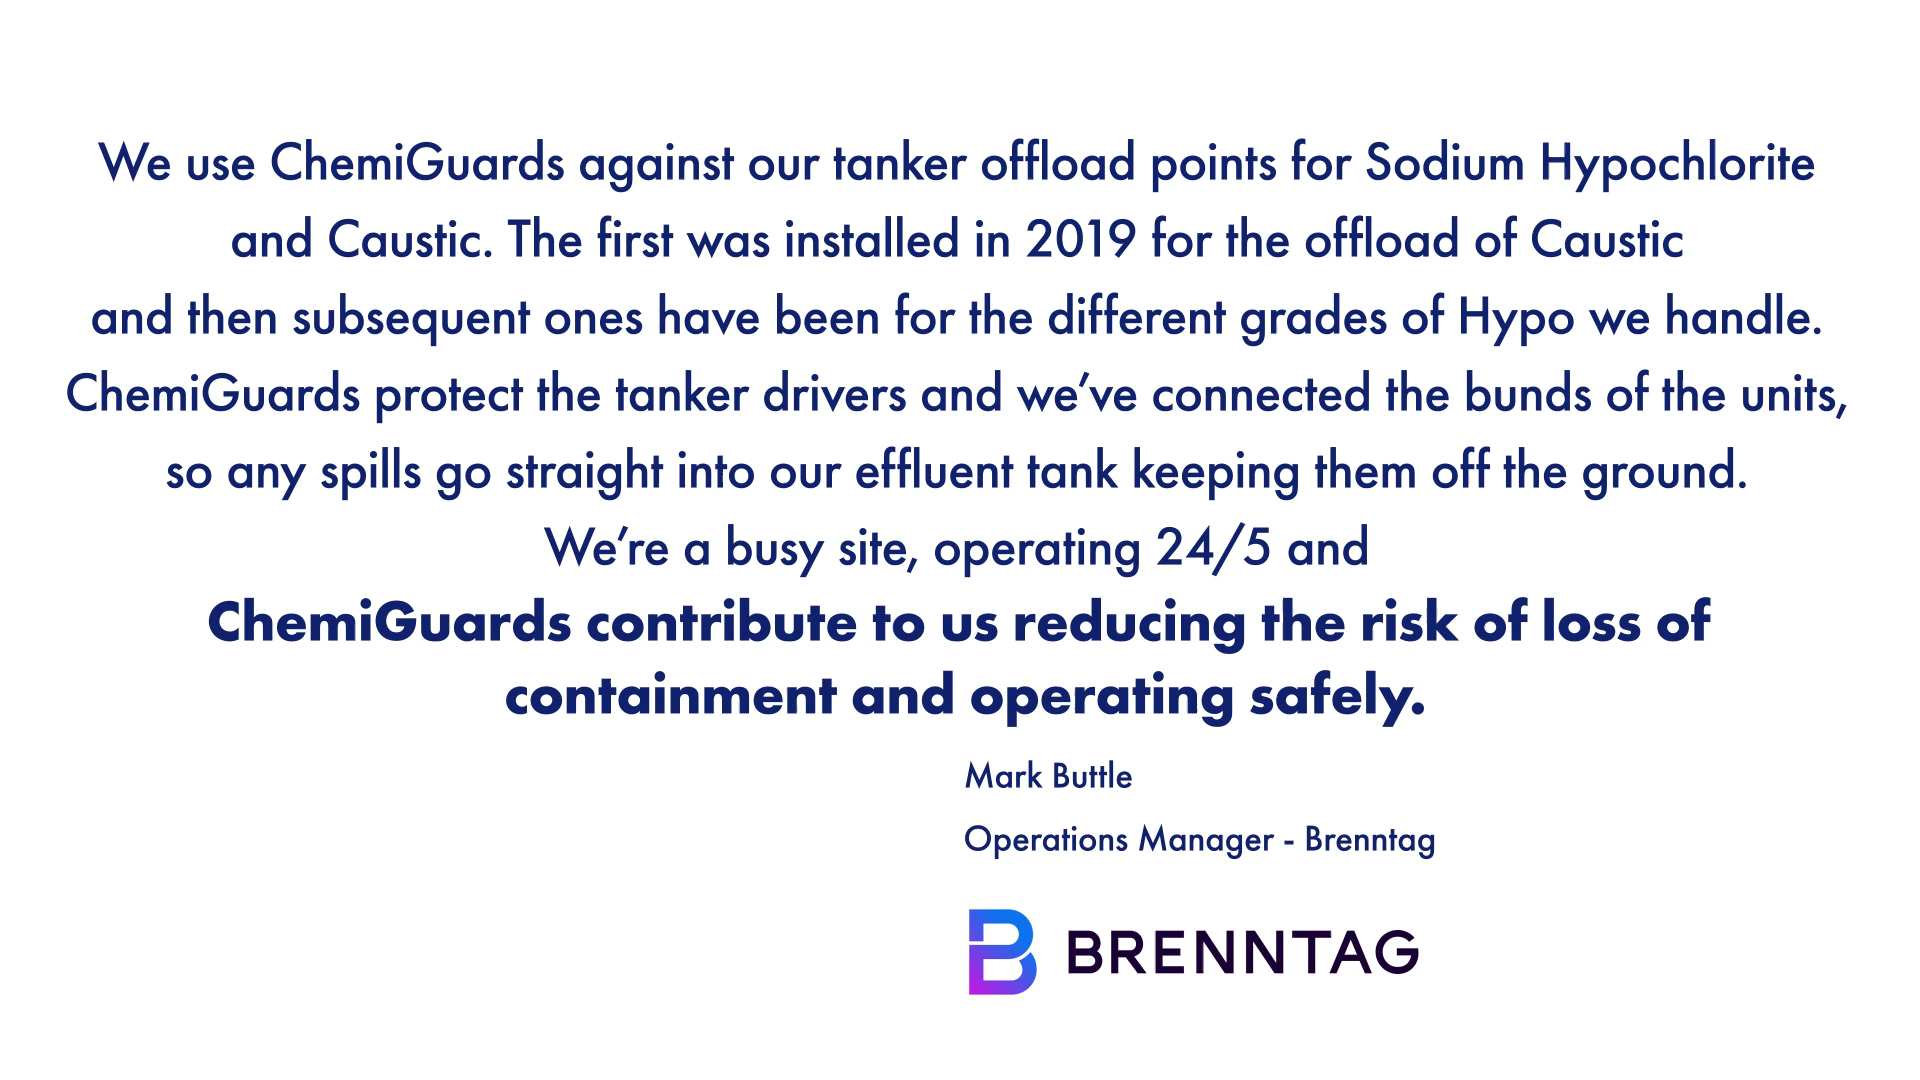 We use ChemiGuards against our tanker offload points for Sodium Hypochlorite
and Caustic. The first was installed in 2019 for the offload of Caustic
and then subsequent ones have been for the different grades of Hypo we handle.
ChemiGuards protect the tanker drivers and we’ve connected the bunds of the units,
so any spills go straight into our effluent tank keeping them off the ground.
We’re a busy site, operating 24/5 and
ChemiGuards contribute to us reducing the risk of loss of
containment and operating safely.
Mark Buttle
Operations Manager - Brenntag
BRENNTAG